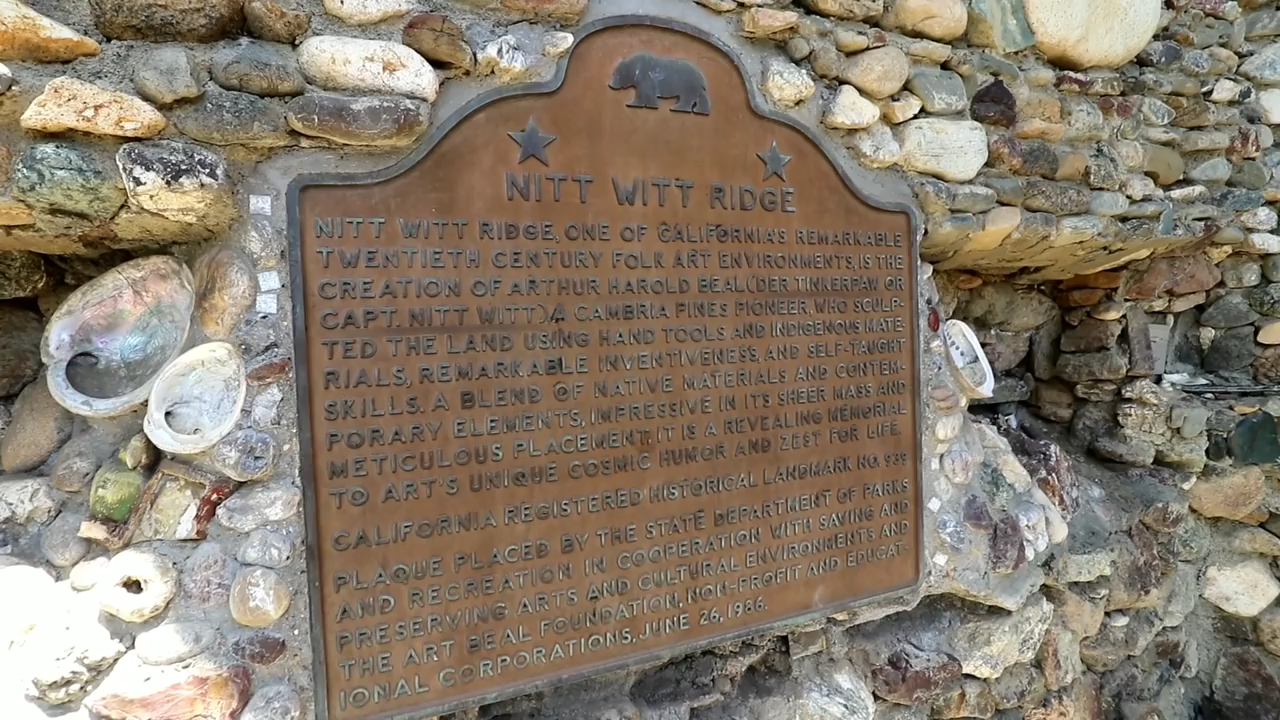 NITT WITT RIDGE
NITT WITT RIDGE, ONE OF CALIFORNIA'S REMARKABLE
TWENTIETH CENTURY FOLK ART ENVIRONMENTS, IS THE
CREATION OF ARTHUR HAROLD BEAL (DER TINKERPAW OR
CAPT. NITT WITT), A CAMBRIA PINES PIONEER, WHO SCULP-
TED THE LAND USING HAND TOOLS AND INDIGENOUS MATE-
RIALS, REMARKABLE INVENTIVENESS, AND SELF-TAUGHT
SKILLS. A BLEND OF NATIVE MATERIALS AND CONTEM-
PORARY ELEMENTS, IMPRESSIVE IN ITS SHEER MASS AND
METICULOUS PLACEMENT, IT IS A REVEALING MEMORIAL
TO ART'S UNIQUE COSMIC HUMOR AND ZEST FOR LIFE.
CALIFORNIA REGISTERED HISTORICAL LANDMARK NO. 939
PLAQUE PLACED BY THE STATE DEPARTMENT OF PARKS
AND RECREATION IN COOPERATION WITH SAVING AND
PRESERVING ARTS AND CULTURAL ENVIRONMENTS AND
THE ART BEAL FOUNDATION, NON-PROFIT AND EDUCAT-
IONAL CORPORATIONS, JUNE 26, 1986.